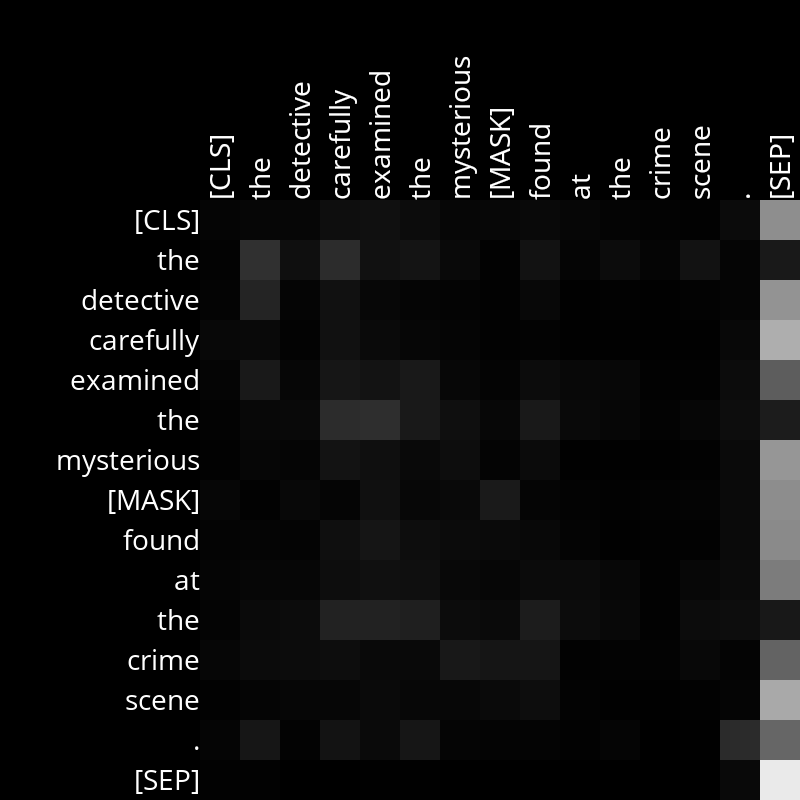 [CLS] the detective carefully examined the mysterious [MASK] found at the crime scene . [SEP]
[CLS]
the
detective
carefully
examined
the
mysterious
[MASK]
found
at
the
crime
scene
.
[SEP]